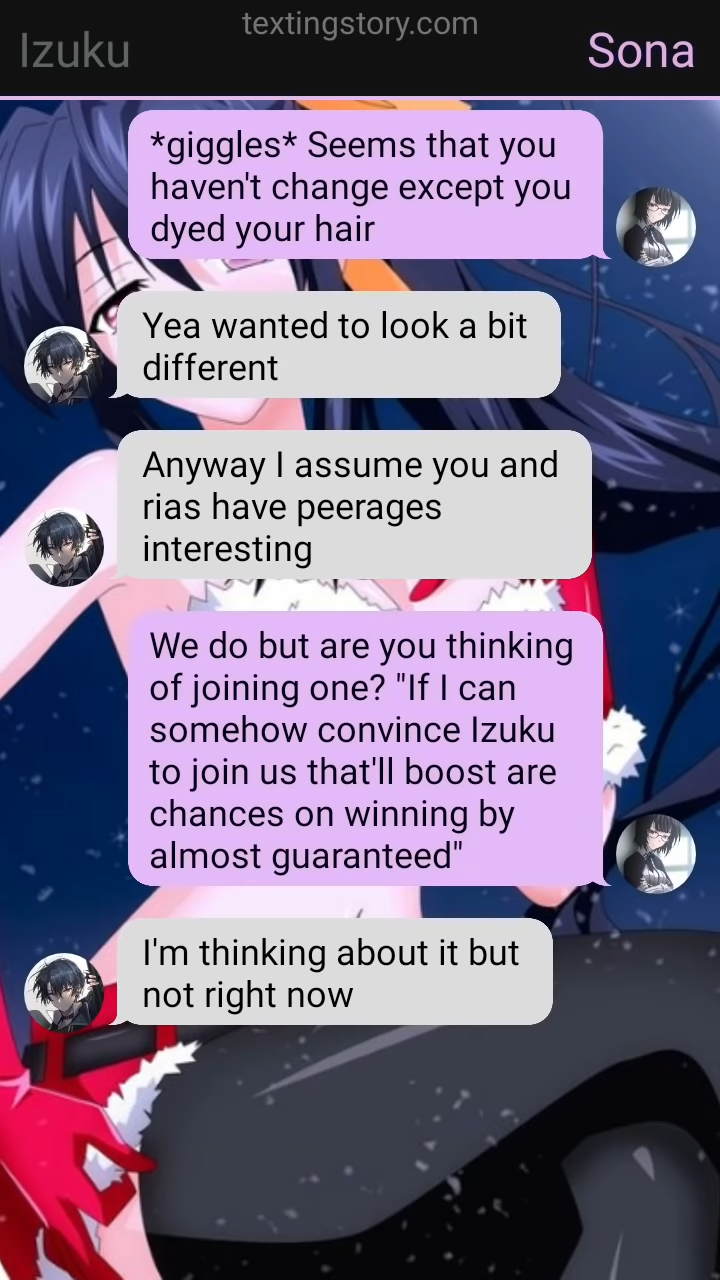 textingstory.com
Izuku
Sona
*giggles* Seems that you
haven't change except you
dyed your hair
Yea wanted to look a bit
different
Anyway I assume you and
rias have peerages
interesting
We do but are you thinking
of joining one? "If I can
somehow convince Izuku
to join us that'll boost are
chances on winning by
almost guaranteed"
I'm thinking about it but
not right now